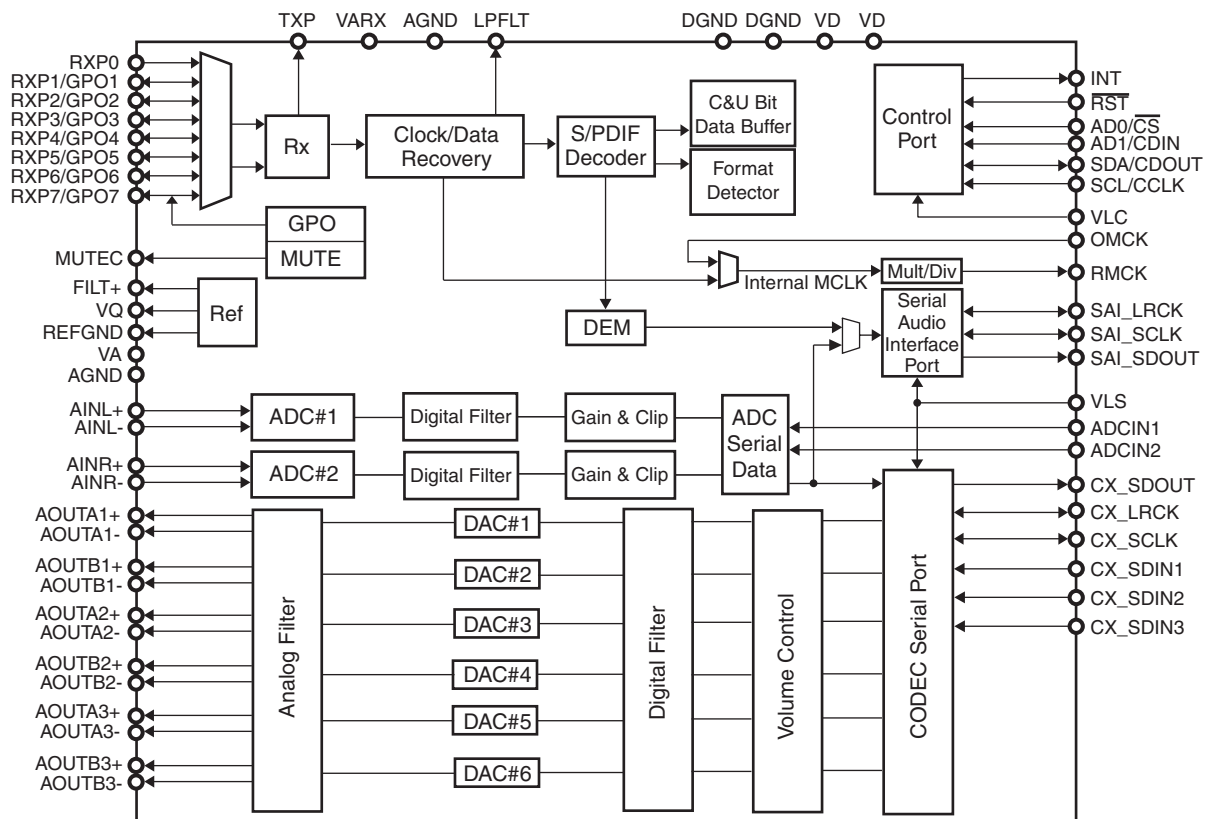 TXP VARX AGND LPFLT DGND DGND VD VD
RXP0
RXP1/GPO1
RXP2/GPO2
RXP3/GPO3
RXP4/GPO4
RXP5/GPO5
RXP6/GPO6
RXP7/GPO7
MUTEC
FILT+
VQ
REFGND
VA
AGND
AINL+
AINL-
AINR+
AINR-
AOUTA1+
AOUTA1-
AOUTB1+
AOUTB1-
AOUTA2+
AOUTA2-
AOUTB2+
AOUTB2-
AOUTA3+
AOUTA3-
AOUTB3+
AOUTB3-
Rx
Clock/Data
Recovery
S/PDIF
Decoder
C&U Bit
Data Buffer
Format
Detector
Control
Port
GPO
MUTE
Ref
Internal MCLK
Mult/Div
DEM
Serial
Audio
Interface
Port
ADC#1
Digital Filter
Gain & Clip
ADC
Serial
Data
ADC#2
Digital Filter
Gain & Clip
Analog Filter
DAC#1
DAC#2
DAC#3
DAC#4
DAC#5
DAC#6
Digital Filter
Volume Control
CODEC Serial Port
INT
RST
AD0/CS
AD1/CDIN
SDA/CDOUT
SCL/CCLK
VLC
OMCK
RMCK
SAI_LRCK
SAI_SCLK
SAI_SDOUT
VLS
ADCIN1
ADCIN2
CX_SDOUT
CX_LRCK
CX_SCLK
CX_SDIN1
CX_SDIN2
CX_SDIN3